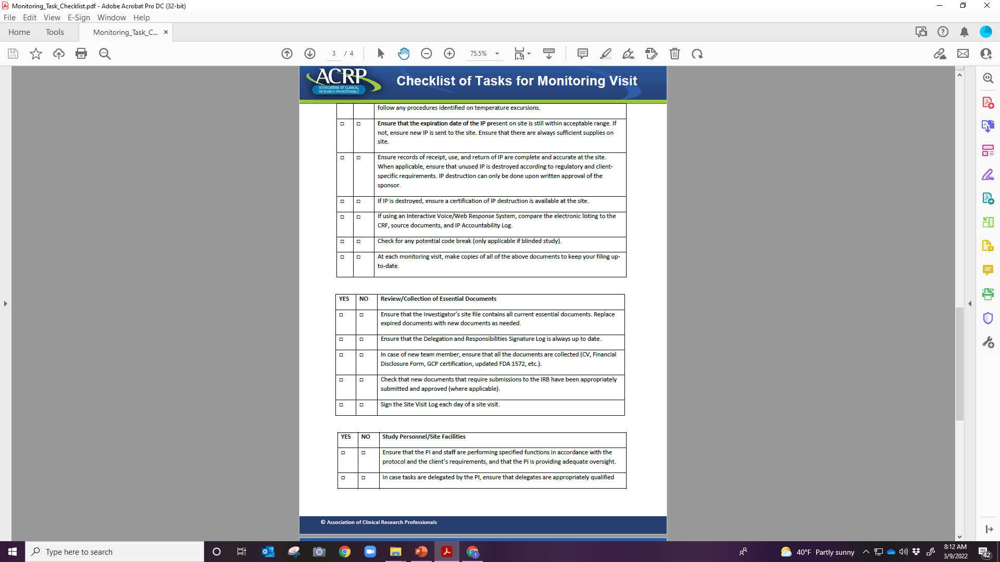 Monitoring_Task_Checklist.pdf - Adobe Acrobat Pro DC (32-bit)
File Edit View E-Sign Window Help
Home Tools Monitoring_Task_C... ×
3 / 4 75.5%
ACRP
ASSOCIATION OF CLINICAL
RESEARCH PROFESSIONALS
Checklist of Tasks for Monitoring Visit
follow any procedures identified on temperature excursions.
Ensure that the expiration date of the IP present on site is still within acceptable range. If
not, ensure new IP is sent to the site. Ensure that there are always sufficient supplies on
site.
Ensure records of receipt, use, and return of IP are complete and accurate at the site.
When applicable, ensure that unused IP is destroyed according to regulatory and client-
specific requirements. IP destruction can only be done upon written approval of the
sponsor.
If IP is destroyed, ensure a certification of IP destruction is available at the site.
If using an Interactive Voice/Web Response System, compare the electronic listing to the
CRF, source documents, and IP Accountability Log.
Check for any potential code break (only applicable if blinded study).
At each monitoring visit, make copies of all of the above documents to keep your filing up-
to-date.
YES NO Review/Collection of Essential Documents
Ensure that the Investigator’s site file contains all current essential documents. Replace
expired documents with new documents as needed.
Ensure that the Delegation and Responsibilities Signature Log is always up to date.
In case of new team member, ensure that all the documents are collected (CV, Financial
Disclosure Form, GCP certification, updated FDA 1572, etc.).
Check that new documents that require submissions to the IRB have been appropriately
submitted and approved (where applicable).
Sign the Site Visit Log each day of a site visit.
YES NO Study Personnel/Site Facilities
Ensure that the PI and staff are performing specified functions in accordance with the
protocol and the client’s requirements, and that the PI is providing adequate oversight.
In case tasks are delegated by the PI, ensure that delegates are appropriately qualified
© Association of Clinical Research Professionals
Type here to search
40°F Partly sunny
8:12 AM
3/9/2022
42